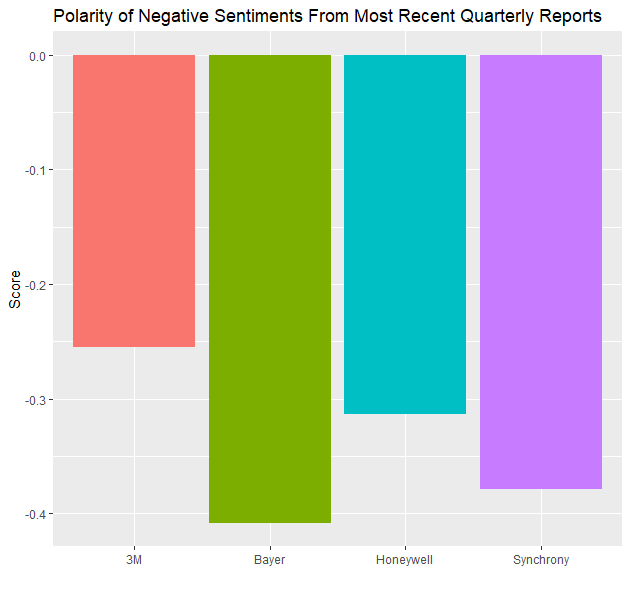 Polarity of Negative Sentiments From Most Recent Quarterly Reports
0.0
-0.1
-0.2
-0.3
-0.4
Score
3M Bayer Honeywell Synchrony